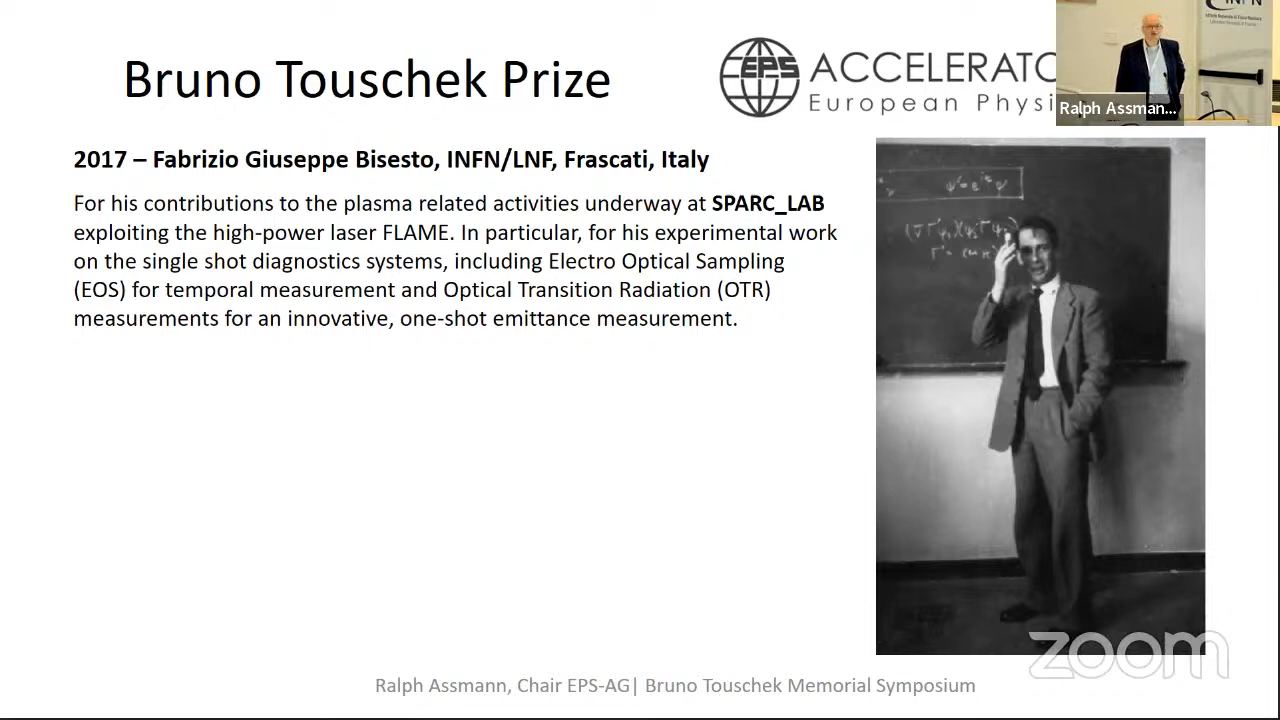 Bruno Touschek Prize
EPS
ACCELERATO
European Physi
INFN
Ralph Assman...
2017 – Fabrizio Giuseppe Bisesto, INFN/LNF, Frascati, Italy
For his contributions to the plasma related activities underway at SPARC_LAB
exploiting the high-power laser FLAME. In particular, for his experimental work
on the single shot diagnostics systems, including Electro Optical Sampling
(EOS) for temporal measurement and Optical Transition Radiation (OTR)
measurements for an innovative, one-shot emittance measurement.
zoom
Ralph Assmann, Chair EPS-AG| Bruno Touschek Memorial Symposium